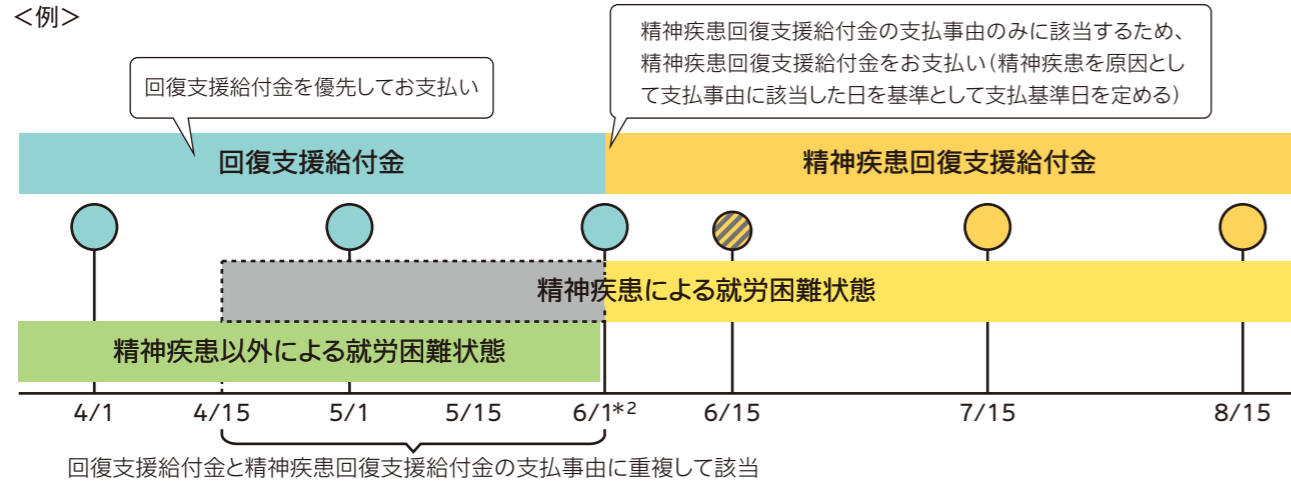 <例>
回復支援給付金を優先してお支払い
精神疾患回復支援給付金の支払事由のみに該当するため、
精神疾患回復支援給付金をお支払い(精神疾患を原因とし
て支払事由に該当した日を基準として支払基準日を定める)
回復支援給付金
精神疾患回復支援給付金
精神疾患による就労困難状態
精神疾患以外による就労困難状態
4/1 4/15 5/1 5/15 6/1*2 6/15 7/15 8/15
回復支援給付金と精神疾患回復支援給付金の支払事由に重複して該当